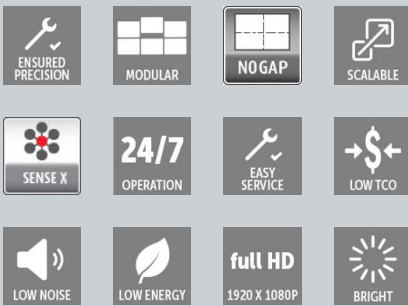 ENSURED
PRECISION
MODULAR
NO GAP
SCALABLE
SENSE X
24/7
OPERATION
EASY
SERVICE
$
LOW TCO
LOW NOISE
LOW ENERGY
full HD
1920 X 1080P
BRIGHT